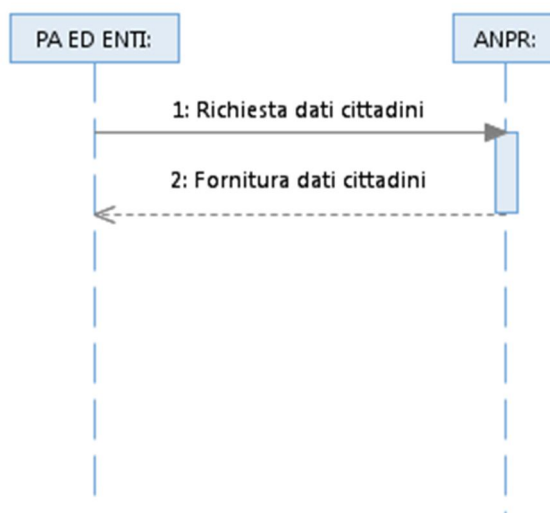 PA ED ENTI:
ANPR:
1: Richiesta dati cittadini
2: Fornitura dati cittadini